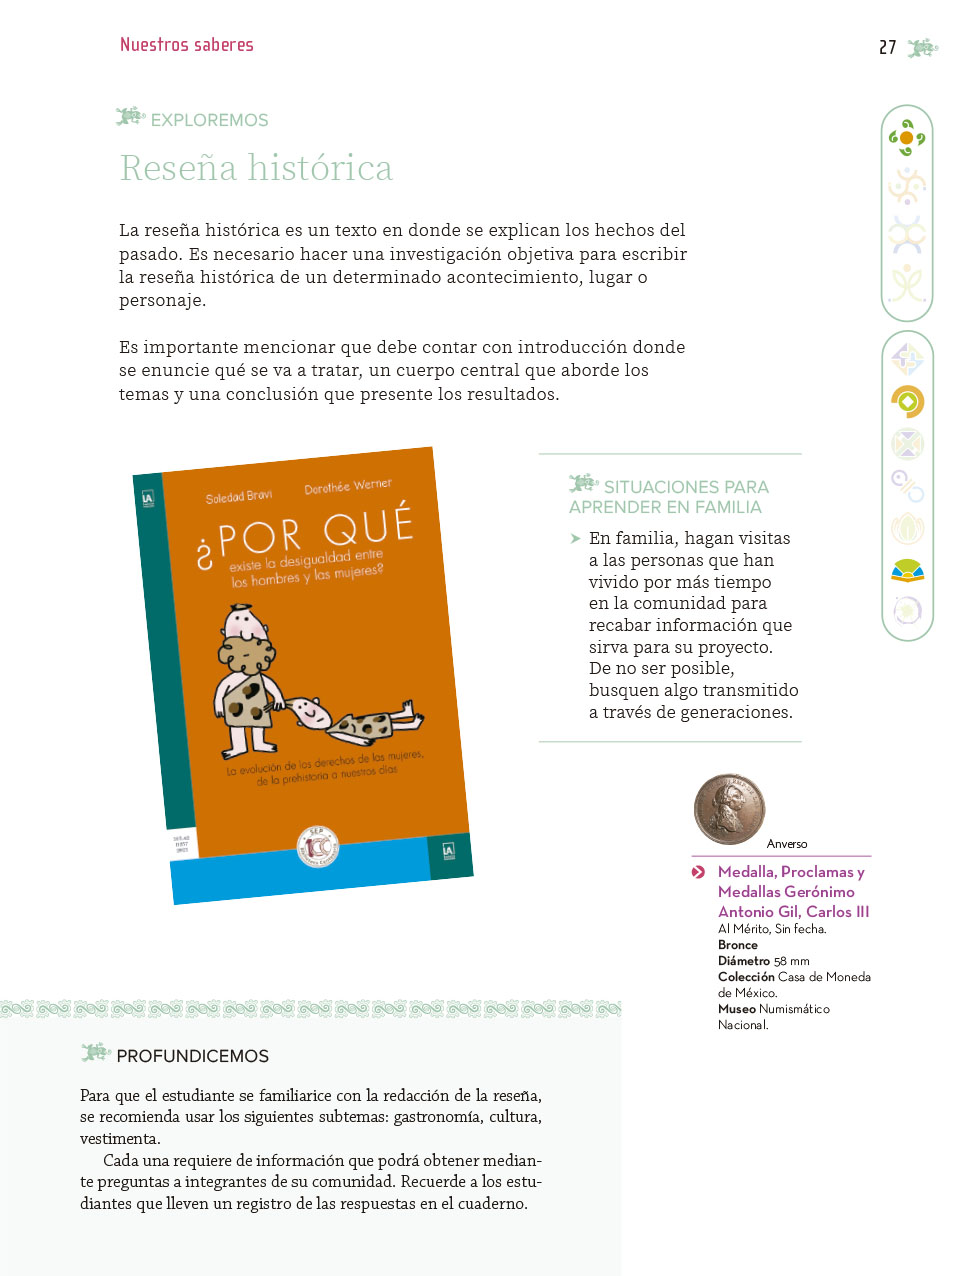 Nuestros saberes
27
EXPLOREMOS
Reseña histórica
La reseña histórica es un texto en donde se explican los hechos del
pasado. Es necesario hacer una investigación objetiva para escribir
la reseña histórica de un determinado acontecimiento, lugar o
personaje.
Es importante mencionar que debe contar con introducción donde
se enuncie qué se va a tratar, un cuerpo central que aborde los
temas y una conclusión que presente los resultados.
Soledad Bravi
Dorothée Werner
¿POR QUÉ
existe la desigualdad entre
los hombres y las mujeres?
La evolución de los derechos de las mujeres,
de la prehistoria a nuestros días
SEP
LA
LA
SITUACIONES PARA
APRENDER EN FAMILIA
En familia, hagan visitas
a las personas que han
vivido por más tiempo
en la comunidad para
recabar información que
sirva para su proyecto.
De no ser posible,
busquen algo transmitido
a través de generaciones.
Anverso
Medalla, Proclamas y
Medallas Gerónimo
Antonio Gil, Carlos III
Al Mérito, Sin fecha.
Bronce
Diámetro 58 mm
Colección Casa de Moneda
de México.
Museo Numismático
Nacional.
PROFUNDICEMOS
Para que el estudiante se familiarice con la redacción de la reseña,
se recomienda usar los siguientes subtemas: gastronomía, cultura,
vestimenta.
Cada una requiere de información que podrá obtener median-
te preguntas a integrantes de su comunidad. Recuerde a los estu-
diantes que lleven un registro de las respuestas en el cuaderno.